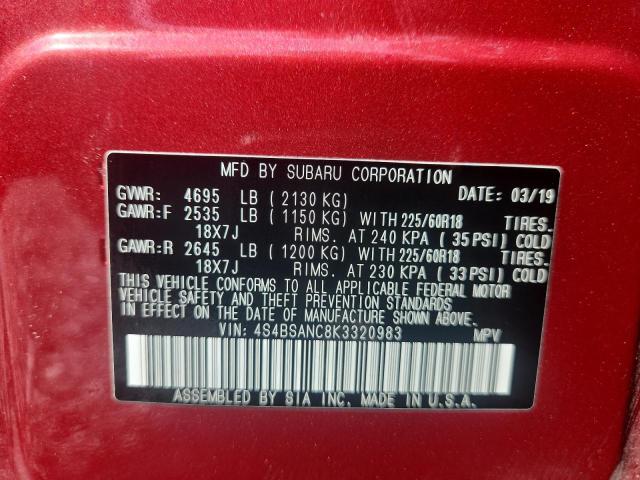 MFD BY SUBARU CORPORATION
GVWR: 4695 LB ( 2130 KG) DATE: 03/19
GAWR:F 2535 LB ( 1150 KG) WITH 225/60R18 TIRES.
18X7J RIMS. AT 240 KPA ( 35 PSI) COLD
GAWR:R 2645 LB ( 1200 KG) WITH 225/60R18 TIRES.
18X7J RIMS. AT 230 KPA ( 33 PSI) COLD
THIS VEHICLE CONFORMS TO ALL APPLICABLE FEDERAL MOTOR
VEHICLE SAFETY AND THEFT PREVENTION STANDARDS
IN EFFECT ON THE DATE OF MANUFACTURE SHOWN ABOVE.
VIN: 4S4BSANC8K3320983 MPV
ASSEMBLED BY SIA INC. MADE IN U.S.A.